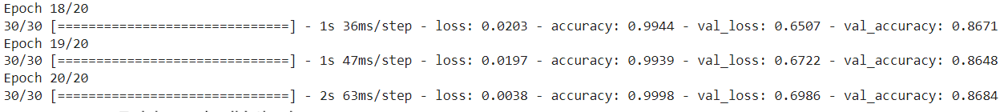 Epoch 18/20
30/30 [==============================] - 1s 36ms/step - loss: 0.0203 - accuracy: 0.9944 - val_loss: 0.6507 - val_accuracy: 0.8671
Epoch 19/20
30/30 [==============================] - 1s 47ms/step - loss: 0.0197 - accuracy: 0.9939 - val_loss: 0.6722 - val_accuracy: 0.8648
Epoch 20/20
30/30 [==============================] - 2s 63ms/step - loss: 0.0038 - accuracy: 0.9998 - val_loss: 0.6986 - val_accuracy: 0.8684